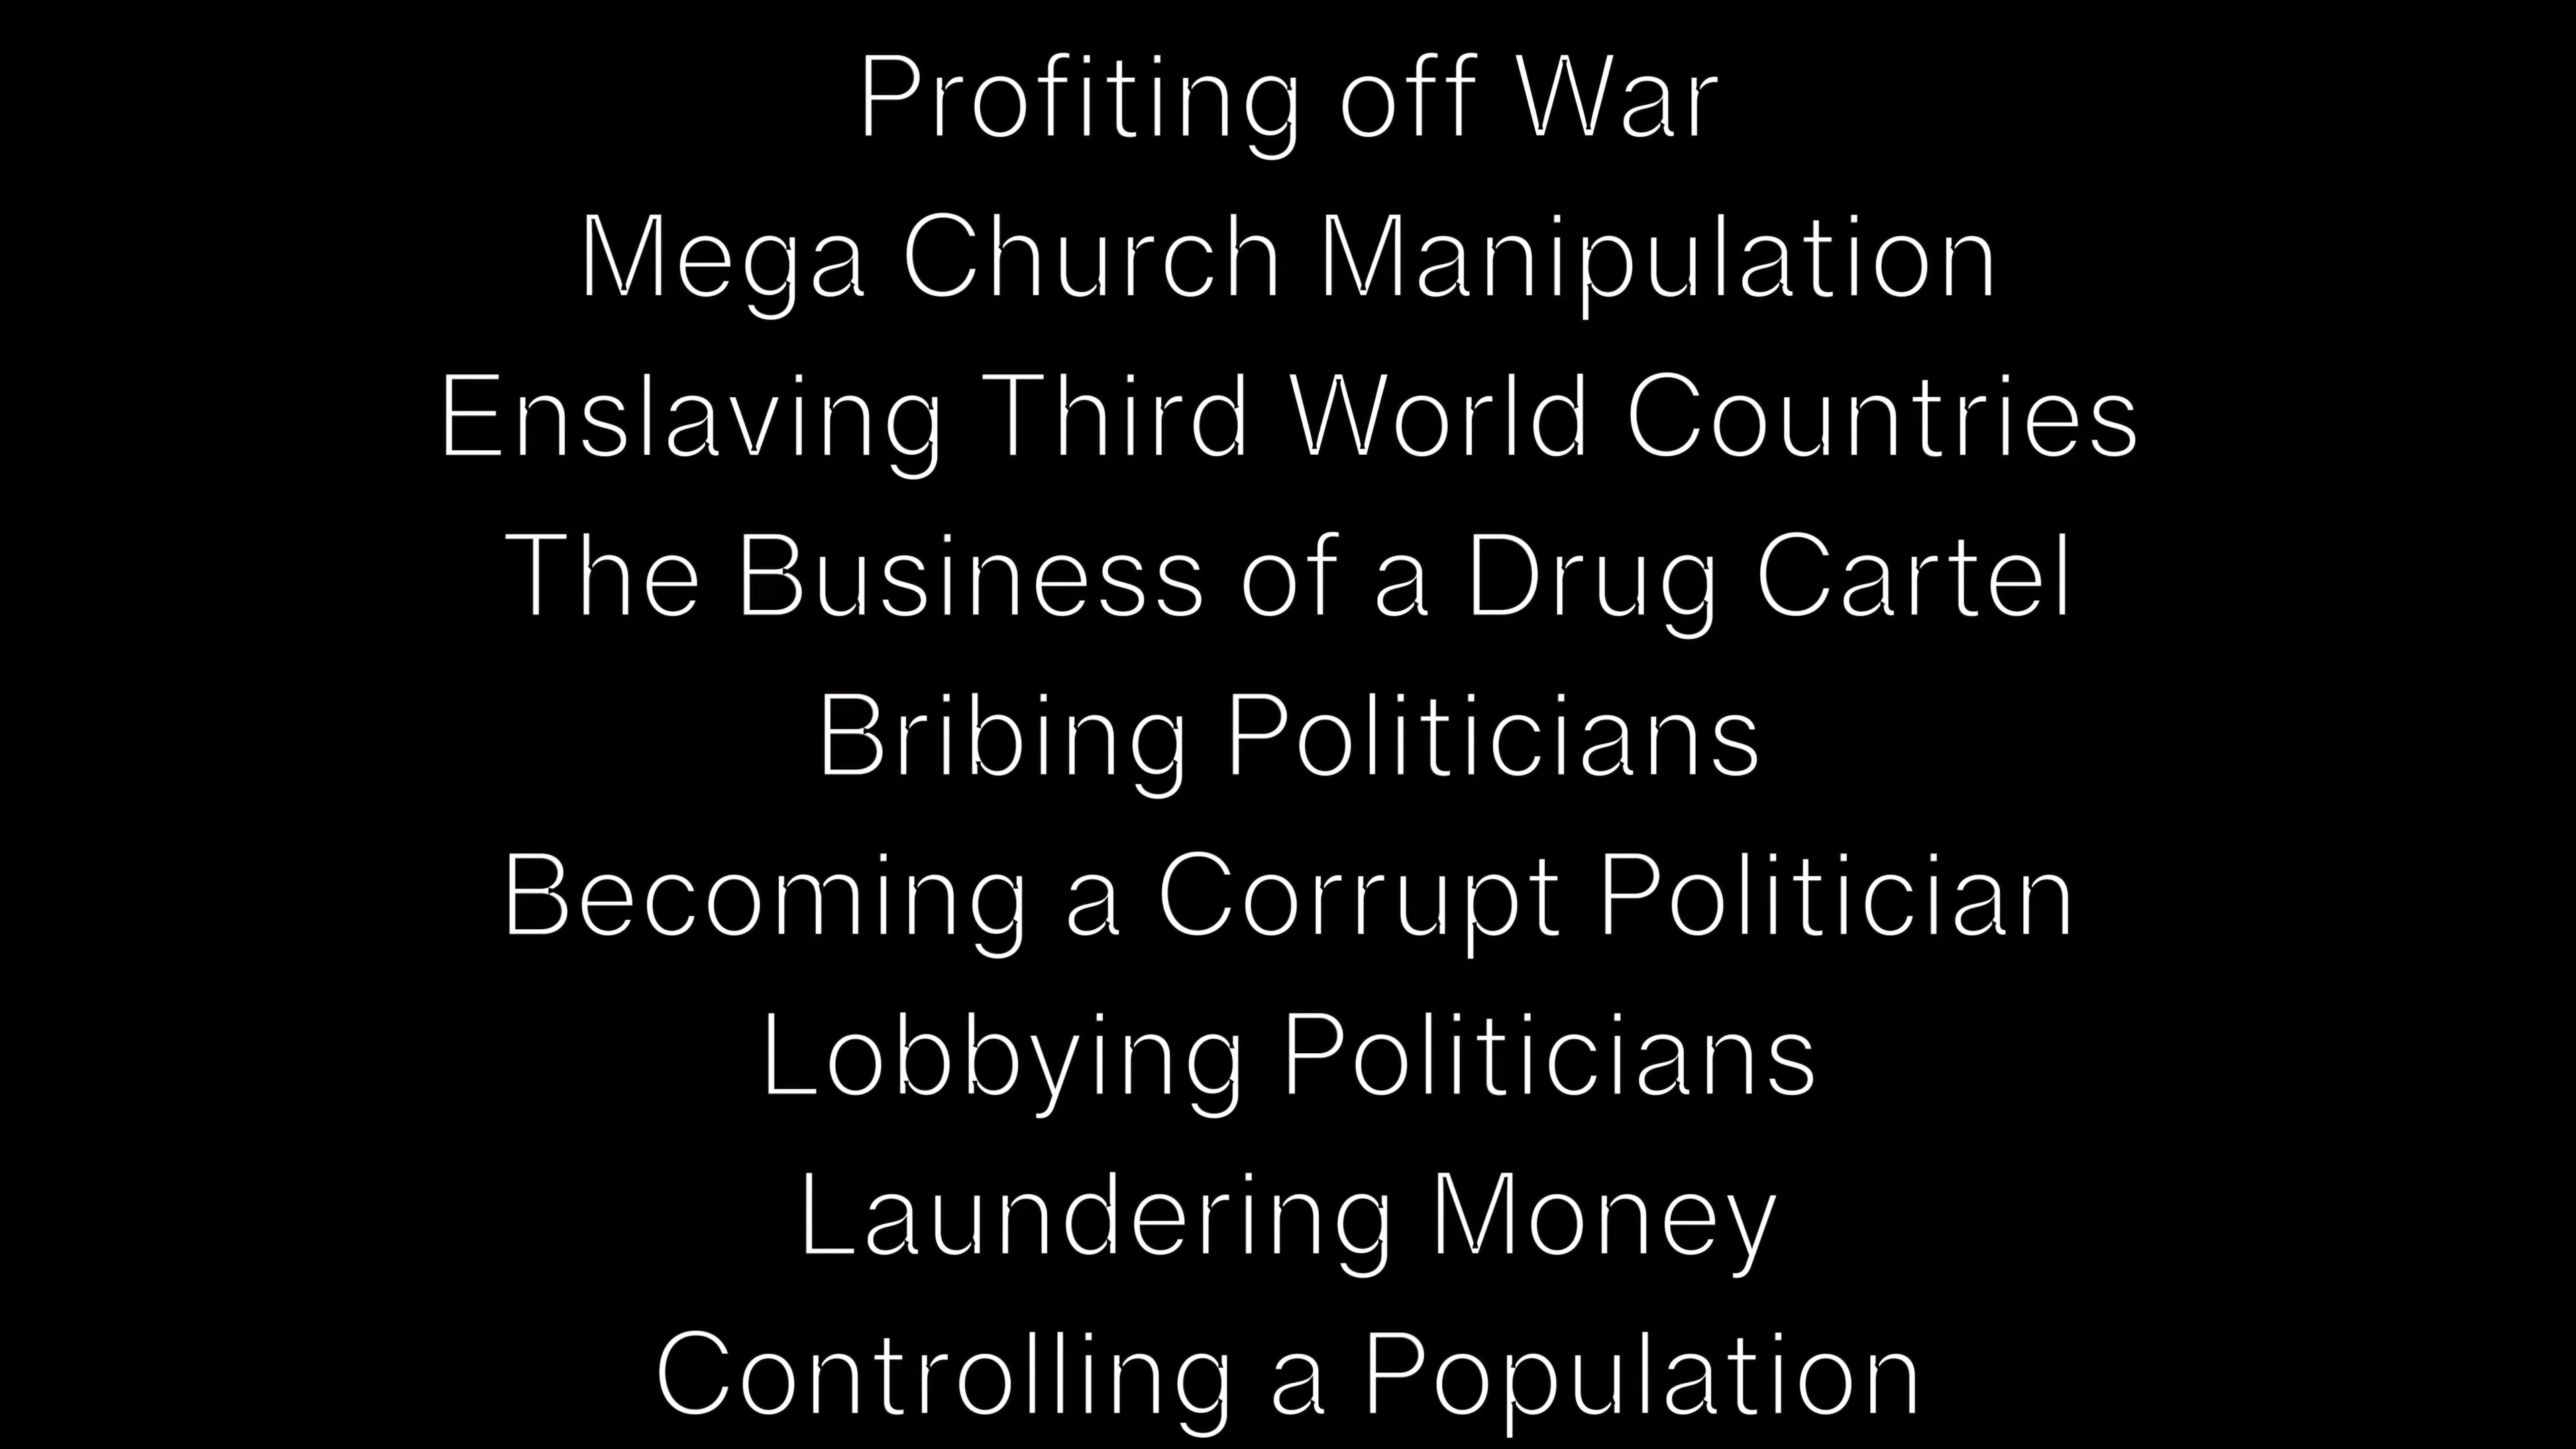 Profiting off War
Mega Church Manipulation
Enslaving Third World Countries
The Business of a Drug Cartel
Bribing Politicians
Becoming a Corrupt Politician
Lobbying Politicians
Laundering Money
Controlling a Population